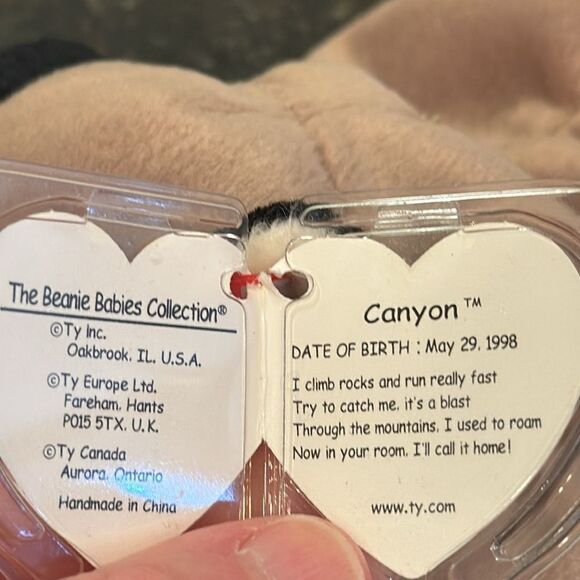 The Beanie Babies Collection®
©Ty Inc.
Oakbrook, IL, U.S.A.
©Ty Europe Ltd.
Fareham, Hants
PO15 5TX, U.K.
©Ty Canada
Aurora, Ontario
Handmade in China
Canyon™
DATE OF BIRTH : May 29, 1998
I climb rocks and run really fast
Try to catch me, it's a blast
Through the mountains, I used to roam
Now in your room, I'll call it home!
www.ty.com